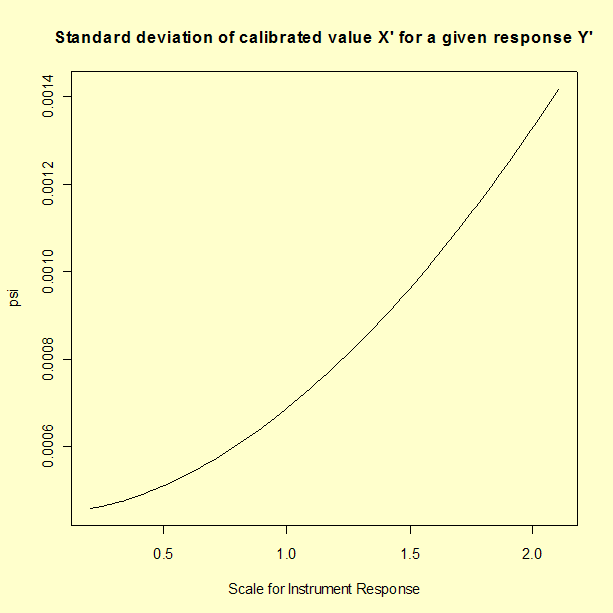 Standard deviation of calibrated value X' for a given response Y'
0.0014
0.0012
0.0010
0.0008
0.0006
psi
0.5 1.0 1.5 2.0
Scale for Instrument Response